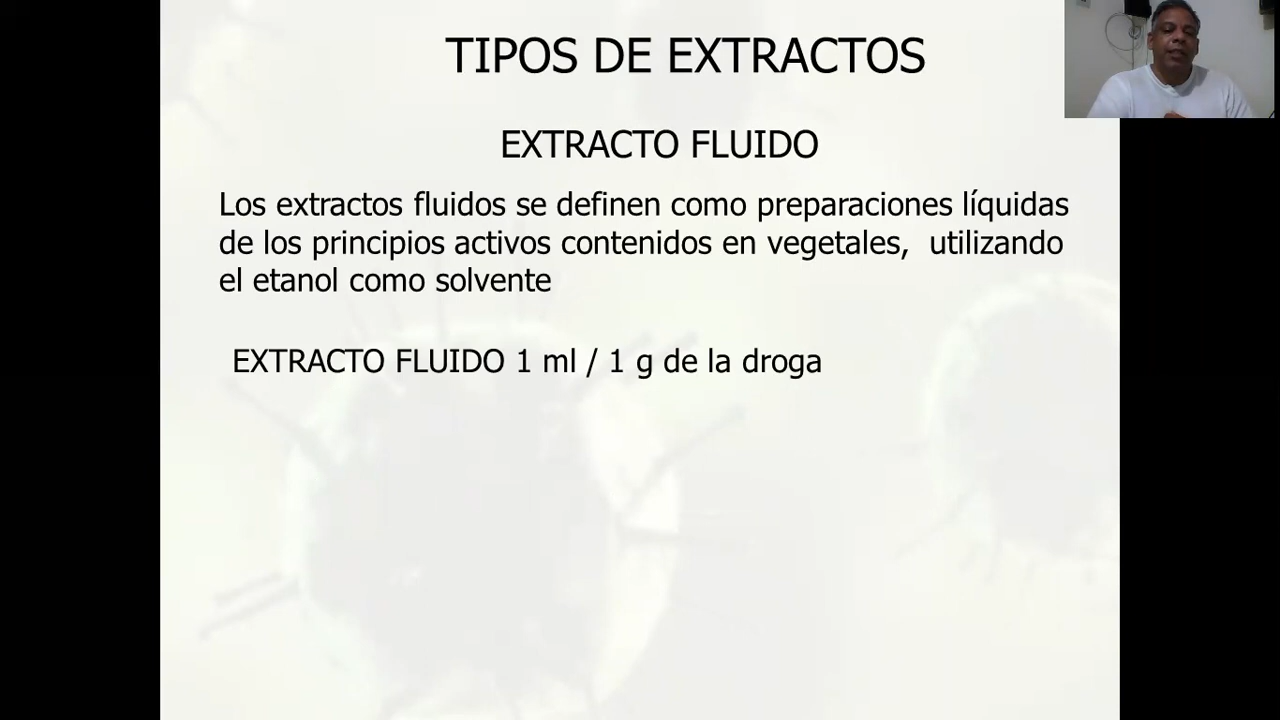 TIPOS DE EXTRACTOS
EXTRACTO FLUIDO
Los extractos fluidos se definen como preparaciones líquidas
de los principios activos contenidos en vegetales, utilizando
el etanol como solvente
EXTRACTO FLUIDO 1 ml / 1 g de la droga